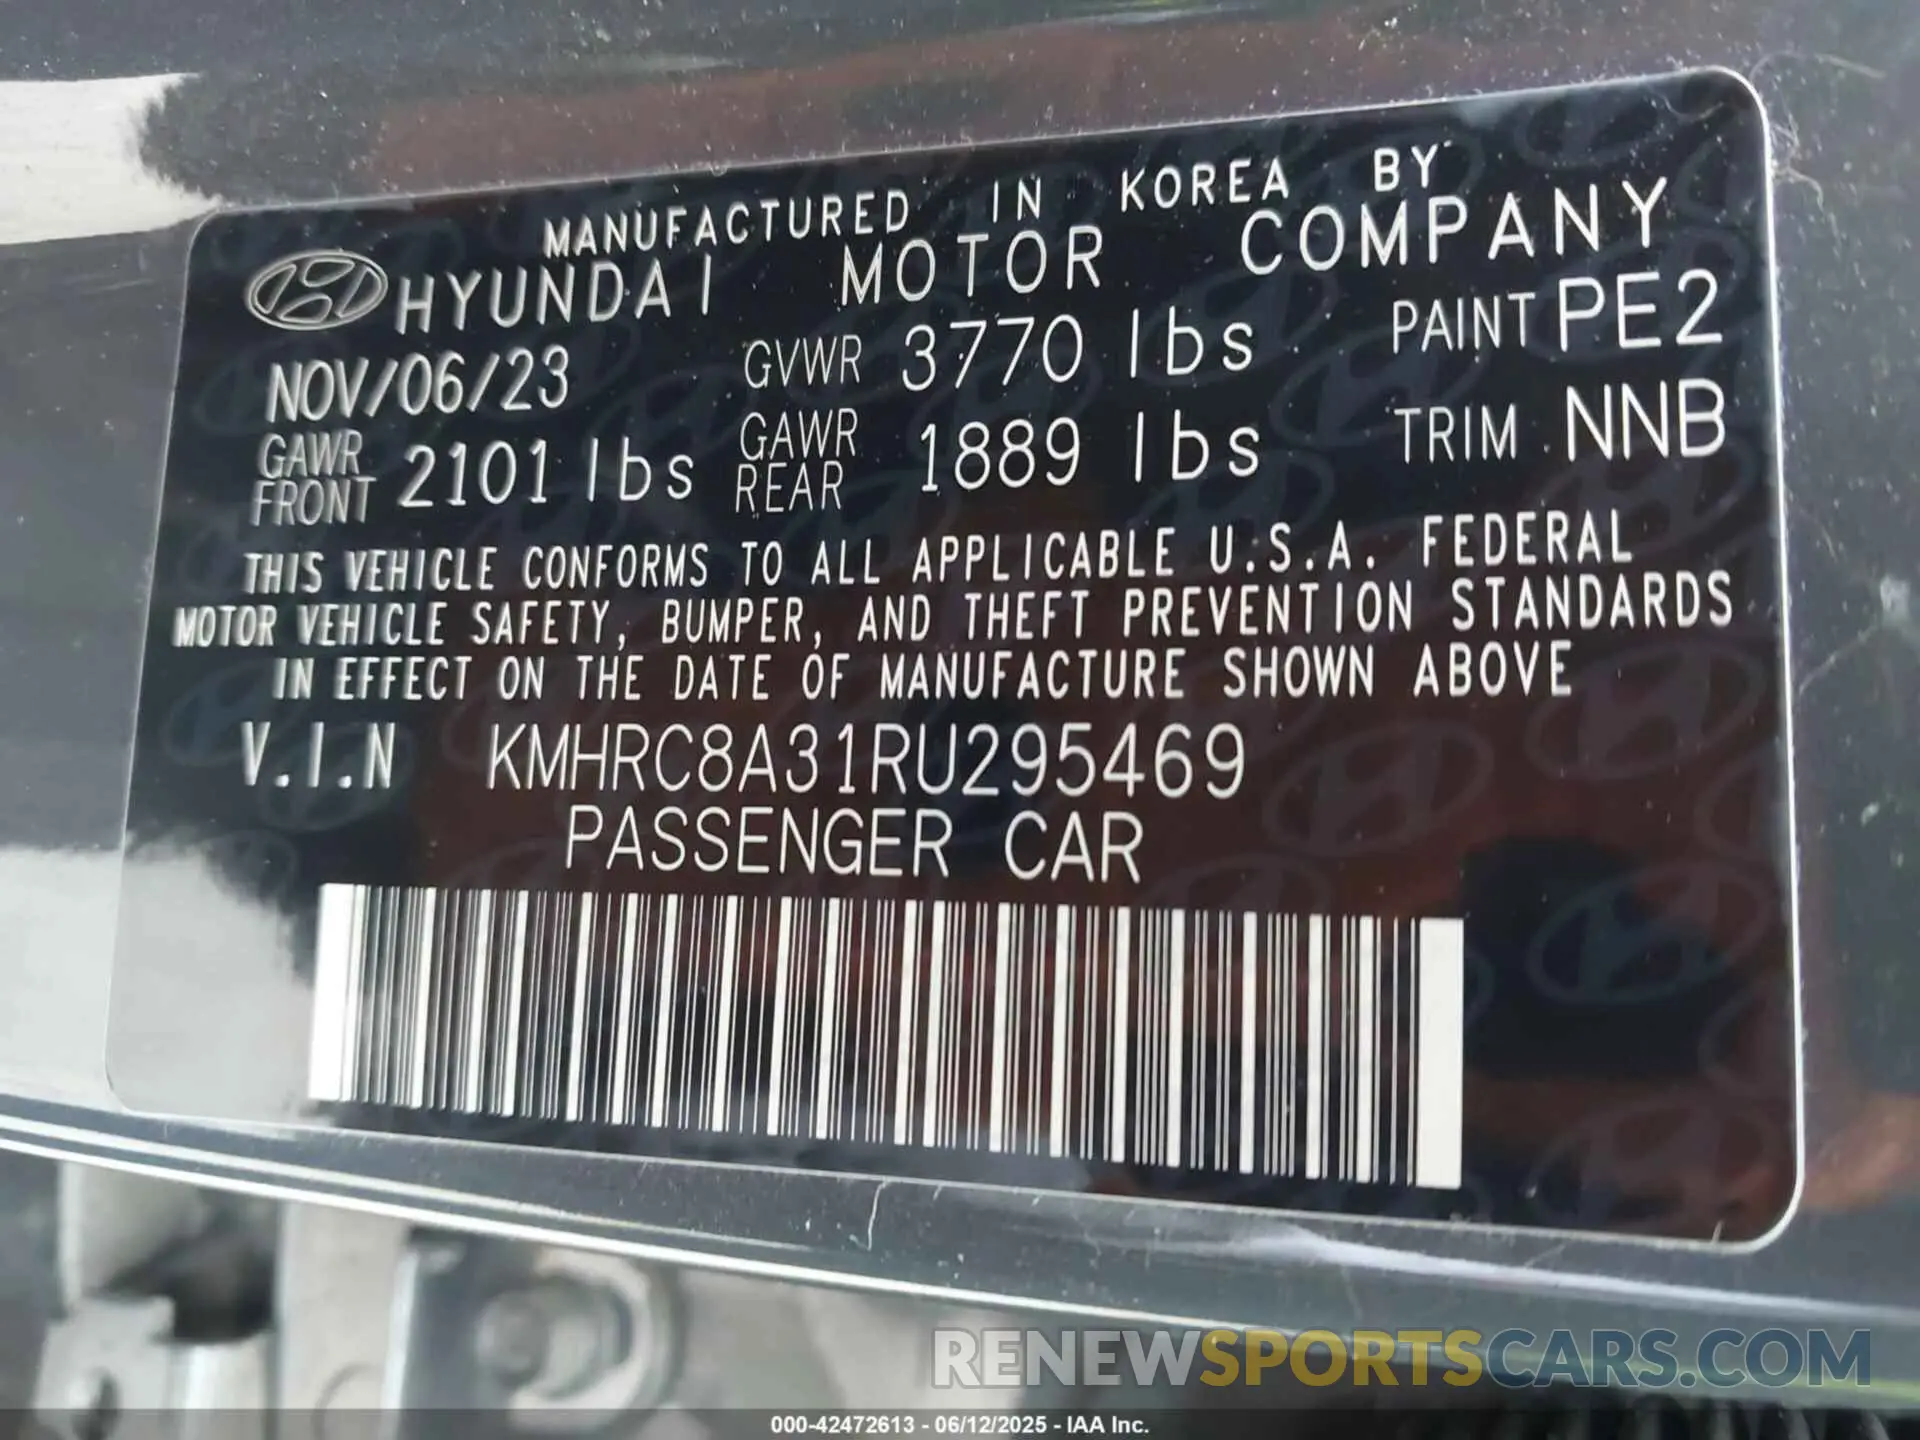 MANUFACTURED IN KOREA BY
HYUNDAI MOTOR COMPANY
NOV/06/23 GVWR 3770 lbs PAINT PE2
GAWR FRONT 2101 lbs GAWR REAR 1889 lbs TRIM NNB
THIS VEHICLE CONFORMS TO ALL APPLICABLE U.S.A. FEDERAL
MOTOR VEHICLE SAFETY, BUMPER, AND THEFT PREVENTION STANDARDS
IN EFFECT ON THE DATE OF MANUFACTURE SHOWN ABOVE
V.I.N KMHRC8A31RU295469
PASSENGER CAR
RENEWSPORTSCARS.COM
000-42472613 - 06/12/2025 - IAA Inc.